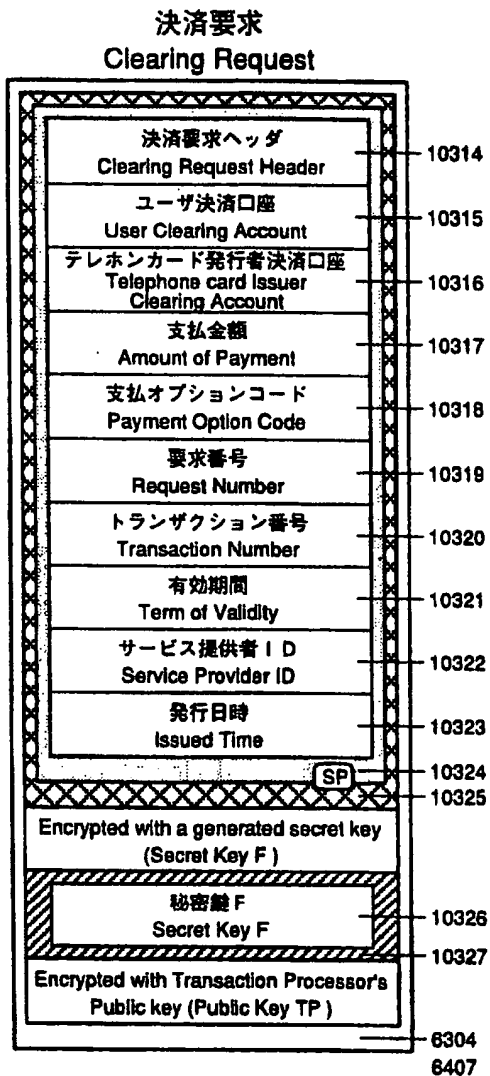 決済要求
Clearing Request
決済要求ヘッダ
Clearing Request Header
10314
ユーザ決済口座
User Clearing Account
10315
テレホンカード発行者決済口座
Telephone card Issuer
Clearing Account
10316
支払金額
Amount of Payment
10317
支払オプションコード
Payment Option Code
10318
要求番号
Request Number
10319
トランザクション番号
Transaction Number
10320
有効期間
Term of Validity
10321
サービス提供者ID
Service Provider ID
10322
発行日時
Issued Time
10323
SP
10324
10325
Encrypted with a generated secret key
(Secret Key F )
秘密鍵F
Secret Key F
10326
10327
Encrypted with Transaction Processor's
Public key (Public Key TP )
6304
6407